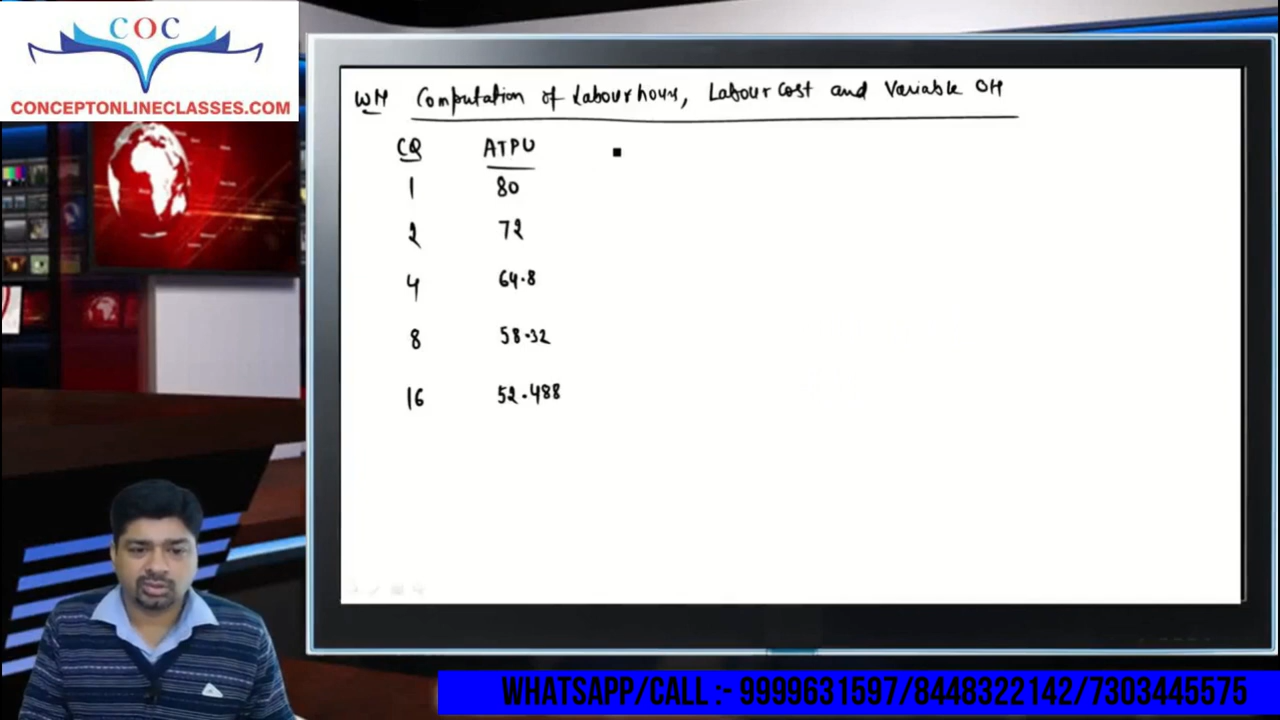 COC
CONCEPTONLINECLASSES.COM
WN Computation of Labour hours, Labour Cost and Variable OH
CQ ATPU
1 80
2 72
4 64.8
8 58.32
16 52.488
WHATSAPP/CALL :- 9999631597/8448322142/7303445575